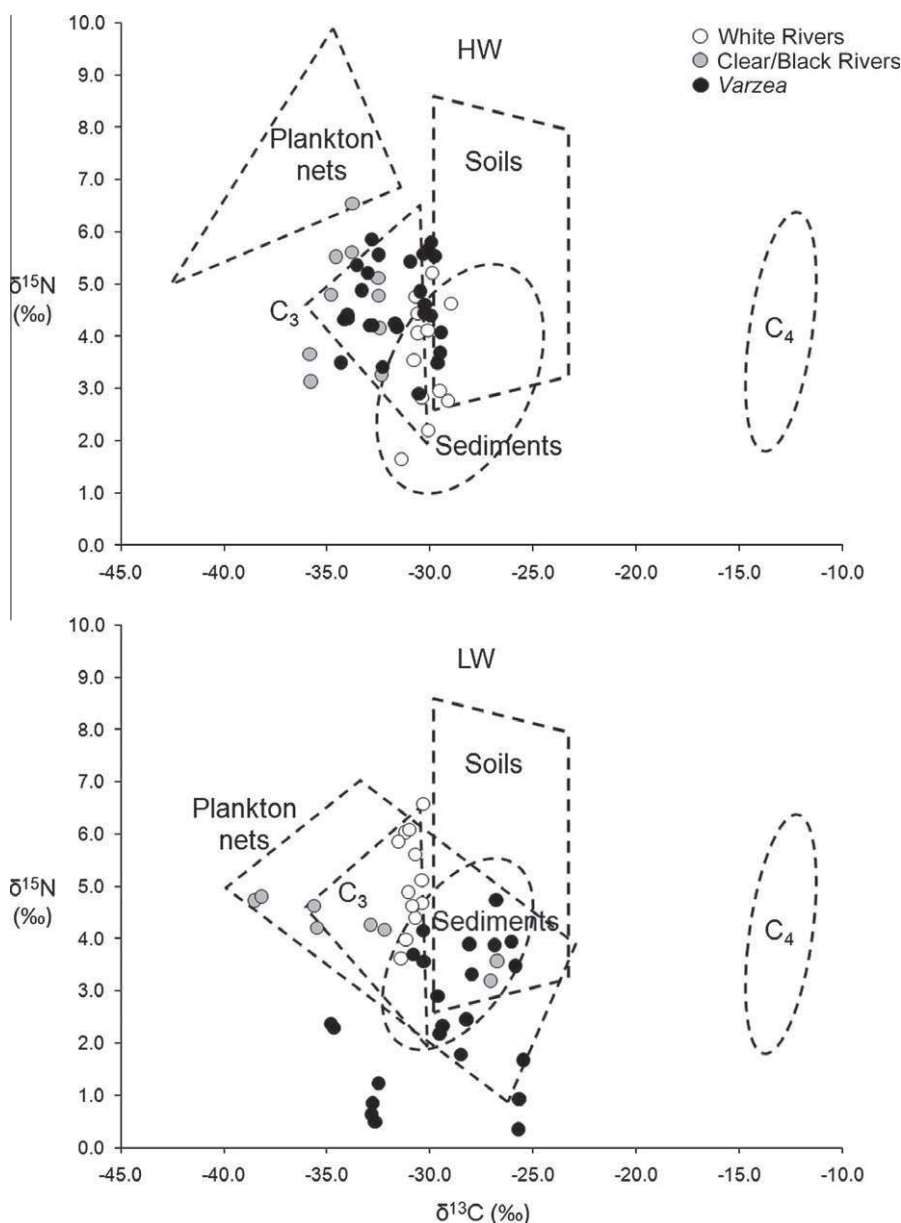 HW
White Rivers
Clear/Black Rivers
Varzea
10.0
9.0
8.0
7.0
6.0
5.0
4.0
3.0
2.0
1.0
0.0
δ15N
(‰)
Plankton
nets
Soils
C3
Sediments
C4
-45.0 -40.0 -35.0 -30.0 -25.0 -20.0 -15.0 -10.0
LW
10.0
9.0
8.0
7.0
6.0
5.0
4.0
3.0
2.0
1.0
0.0
δ15N
(‰)
Soils
Plankton
nets
C3
Sediments
C4
-45.0 -40.0 -35.0 -30.0 -25.0 -20.0 -15.0 -10.0
δ13C (‰)